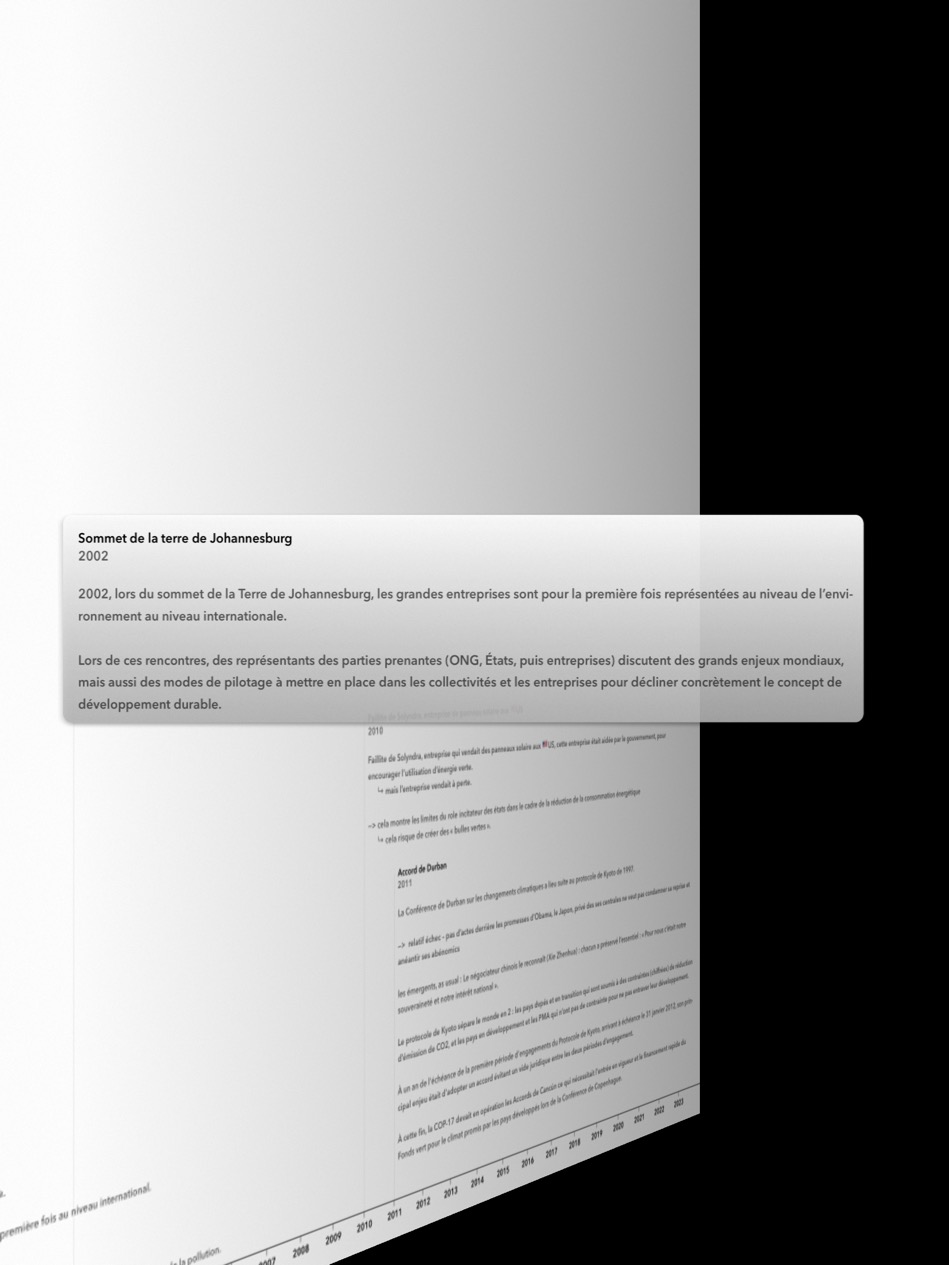 Sommet de la terre de Johannesburg
2002
2002, lors du sommet de la Terre de Johannesburg, les grandes entreprises sont pour la première fois représentées au niveau de l'envi-
ronnement au niveau internationale.
Lors de ces rencontres, des représentants des parties prenantes (ONG, États, puis entreprises) discutent des grands enjeux mondiaux,
mais aussi des modes de pilotage à mettre en place dans les collectivités et les entreprises pour décliner concrètement le concept de
développement durable.
Faillite de Solyndra, entreprise de panneaux solaire aux
2010
Faillite de Solyndra, entreprise qui vendait des panneaux solaire aux US, cette entreprise était aidée par le gouvernement, pour
encourager l'utilisation d'énergie verte.
↳ mais l'entreprise vendait à perte.
–> cela montre les limites du role incitateur des états dans le cadre de la réduction de la consommation énergétique
↳ cela risque de créer des « bulles vertes ».
Accord de Durban
2011
La Conférence de Durban sur les changements climatiques a lieu suite au protocole de Kyoto de 1997.
–> relatif échec - pas d'actes derrière les promesses d'Obama, le Japon, privé des ses centrales ne veut pas condamner sa reprise et
anéantir ses abénomics
les émergents, as usual : Le négociateur chinois le reconnaît (Xie Zhenhua) : chacun a préservé l'essentiel : « Pour nous c'était notre
souveraineté et notre intérêt national ».
Le protocole de Kyoto sépare le monde en 2 : les pays dvpés et en transition qui sont soumis à des contraintes (chiffrées) de réduction
d'émission de CO2, et les pays en développement et les PMA qui n'ont pas de contrainte pour ne pas entraver leur développement.
À un an de l'échéance de la première période d'engagements du Protocole de Kyoto, arrivant à échéance le 31 janvier 2012, son prin-
cipal enjeu était d'adopter un accord évitant un vide juridique entre les deux périodes d'engagement.
À cette fin, la COP-17 devait en opération les Accords de Cancún ce qui nécessitait l'entrée en vigueur et le financement rapide du
Fonds vert pour le climat promis par les pays développés lors de la Conférence de Copenhague
première fois au niveau international.
de la pollution.
2007 2008 2009 2010 2011 2012 2013 2014 2015 2016 2017 2018 2019 2020 2021 2022 2023